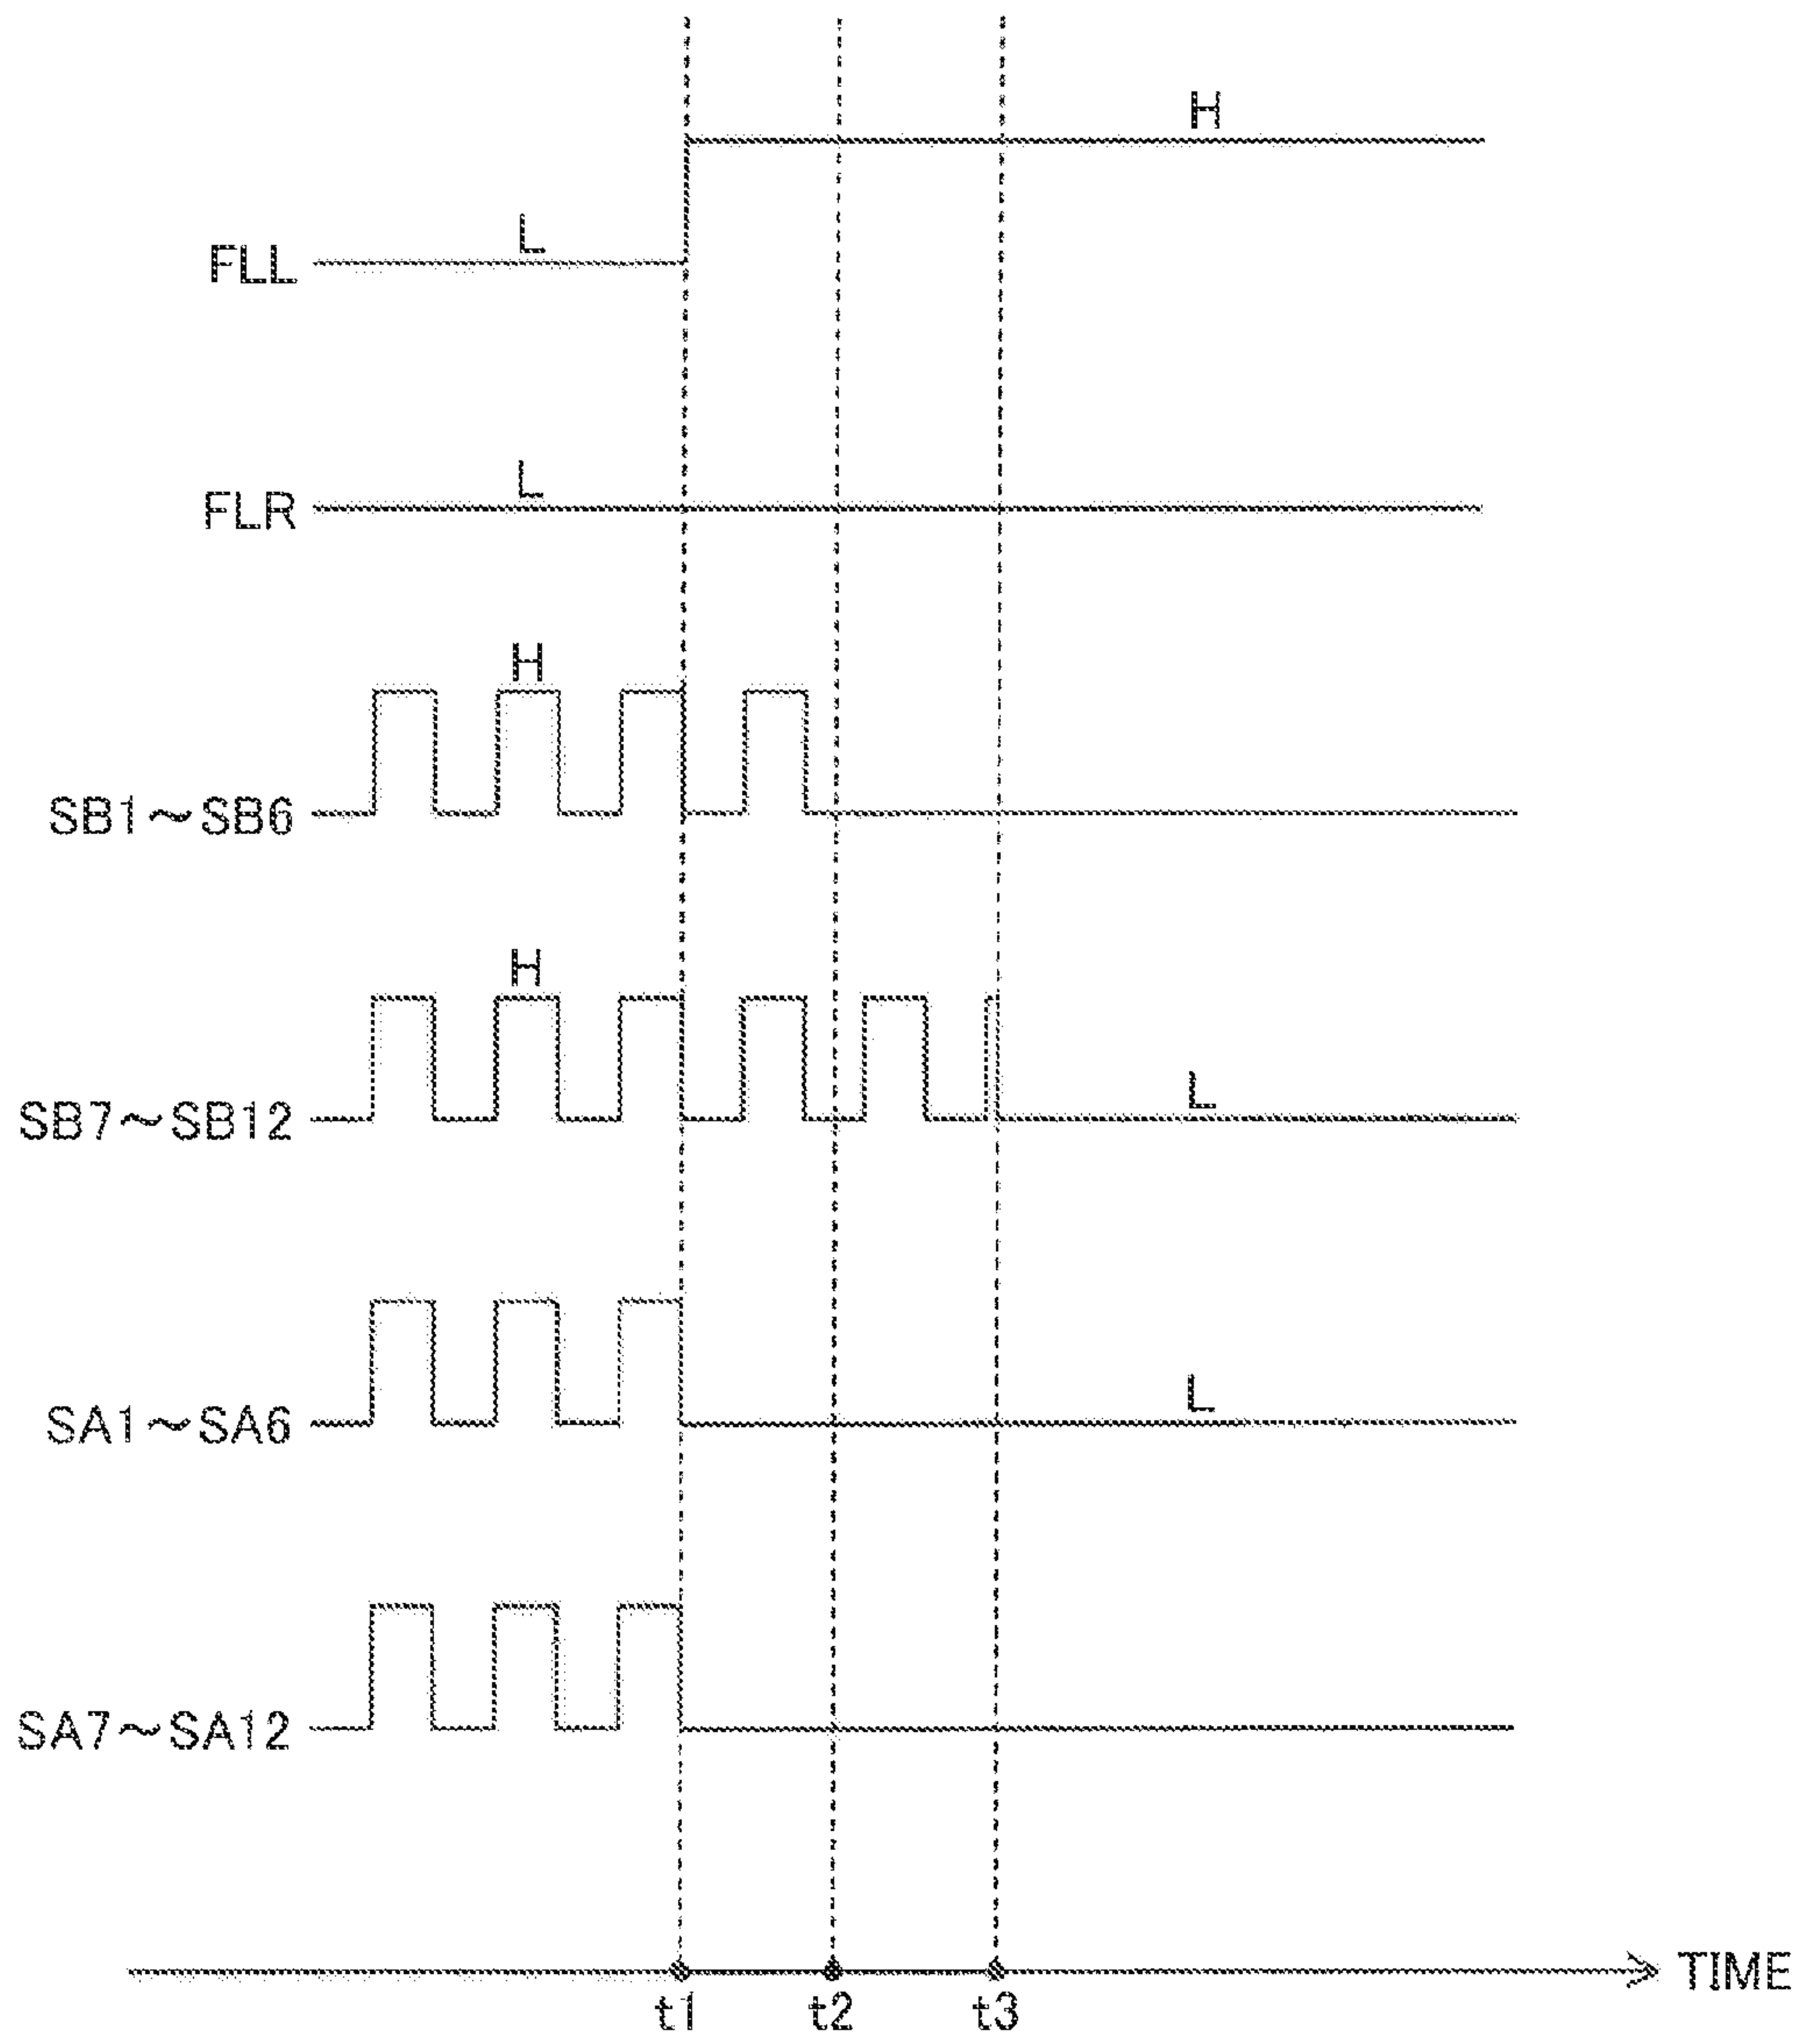 H
L
FLL
L
FLR
H
SB1～SB6
H
L
SB7～SB12
L
SA1～SA6
SA7～SA12
TIME
t1 t2 t3